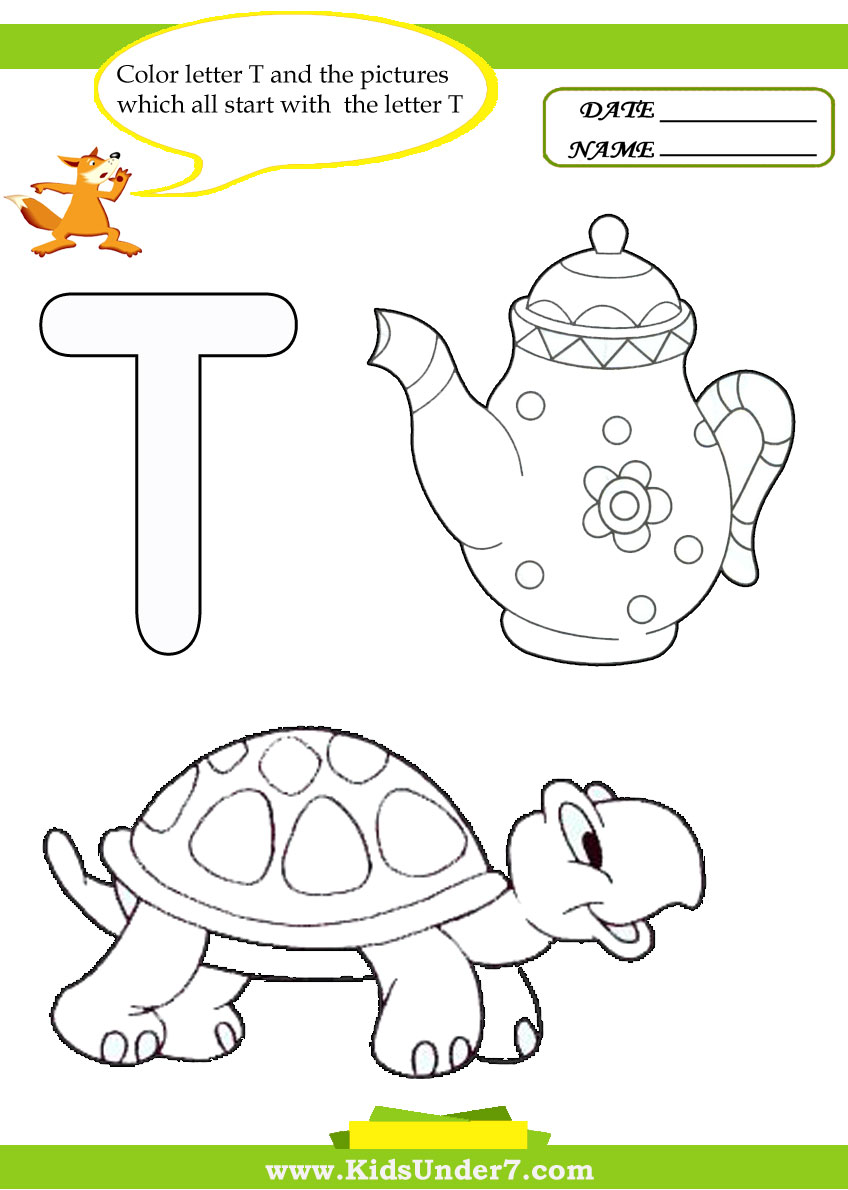 Color letter T and the pictures
which all start with the letter T
DATE
NAME
T
www.KidsUnder7.com